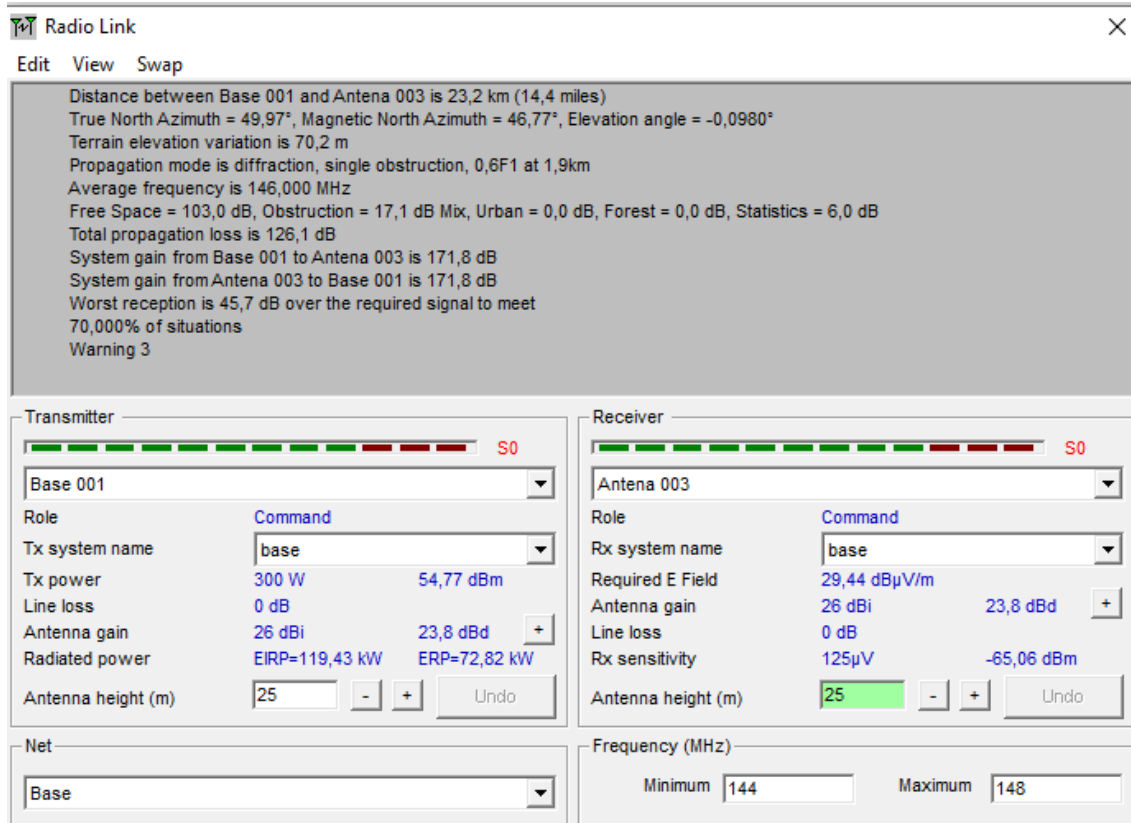 Radio Link
Edit View Swap
Distance between Base 001 and Antena 003 is 23,2 km (14,4 miles)
True North Azimuth = 49,97°, Magnetic North Azimuth = 46,77°, Elevation angle = -0,0980°
Terrain elevation variation is 70,2 m
Propagation mode is diffraction, single obstruction, 0,6F1 at 1,9km
Average frequency is 146,000 MHz
Free Space = 103,0 dB, Obstruction = 17,1 dB Mix, Urban = 0,0 dB, Forest = 0,0 dB, Statistics = 6,0 dB
Total propagation loss is 126,1 dB
System gain from Base 001 to Antena 003 is 171,8 dB
System gain from Antena 003 to Base 001 is 171,8 dB
Worst reception is 45,7 dB over the required signal to meet
70,000% of situations
Warning 3
Transmitter
S0
Base 001
Role Command
Tx system name base
Tx power 300 W 54,77 dBm
Line loss 0 dB
Antenna gain 26 dBi 23,8 dBd +
Radiated power EIRP=119,43 kW ERP=72,82 kW
Antenna height (m) 25 - + Undo
Receiver
S0
Antena 003
Role Command
Rx system name base
Required E Field 29,44 dBµV/m
Antenna gain 26 dBi 23,8 dBd +
Line loss 0 dB
Rx sensitivity 125µV -65,06 dBm
Antenna height (m) 25 - + Undo
Net
Base
Frequency (MHz)
Minimum 144 Maximum 148